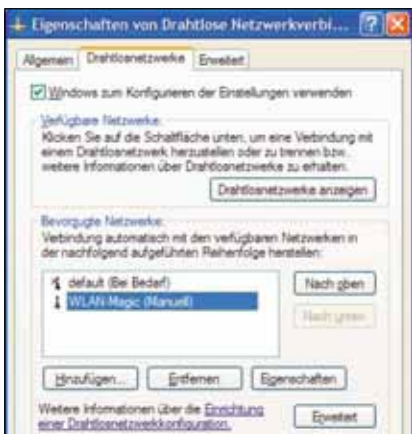 Eigenschaften von Drahtlose Netzwerkverbi...
Allgemein Drahtlosnetzwerke Erweitert
Windows zum Konfigurieren der Einstellungen verwenden
Verfügbare Netzwerke:
Klicken Sie auf die Schaltfläche unten, um eine Verbindung mit
einem Drahtlosnetzwerk herzustellen oder zu trennen bzw.
weitere Informationen über Drahtlosnetzwerke zu erhalten.
Drahtlosnetzwerke anzeigen
Bevorzugte Netzwerke:
Verbindung automatisch mit den verfügbaren Netzwerken in
der nachfolgend aufgeführten Reihenfolge herstellen:
default (Bei Bedarf)
WLAN-Magic (Manuell)
Nach oben
Nach unten
Hinzufügen... Entfernen Eigenschaften
Weitere Informationen über die Einrichtung
einer Drahtlosnetzwerkkonfiguration.
Erweitert